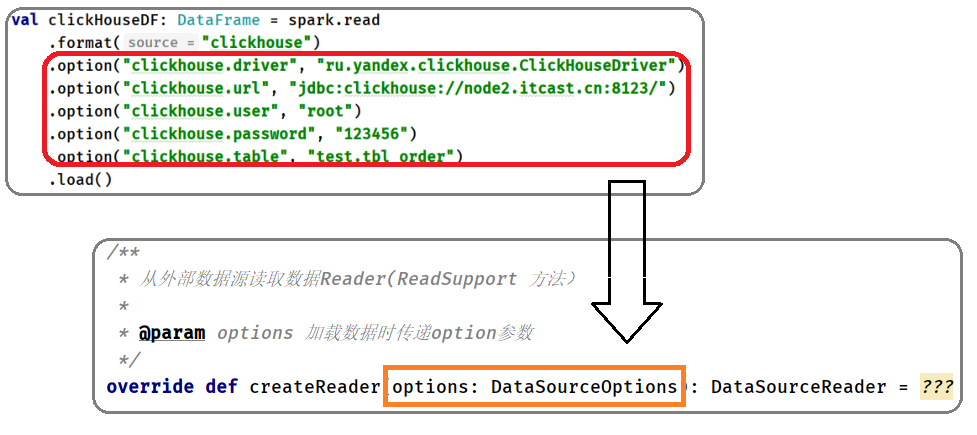 val clickHouseDF: DataFrame = spark.read
.format( source = "clickhouse")
.option("clickhouse.driver", "ru.yandex.clickhouse.ClickHouseDriver")
.option("clickhouse.url", "jdbc:clickhouse://node2.itcast.cn:8123/")
.option("clickhouse.user", "root")
.option("clickhouse.password", "123456")
.option("clickhouse.table", "test.tbl_order")
.load()
/**
* 从外部数据源读取数据Reader(ReadSupport 方法)
*
* @param options 加载数据时传递option参数
*/
override def createReader(options: DataSourceOptions): DataSourceReader = ???